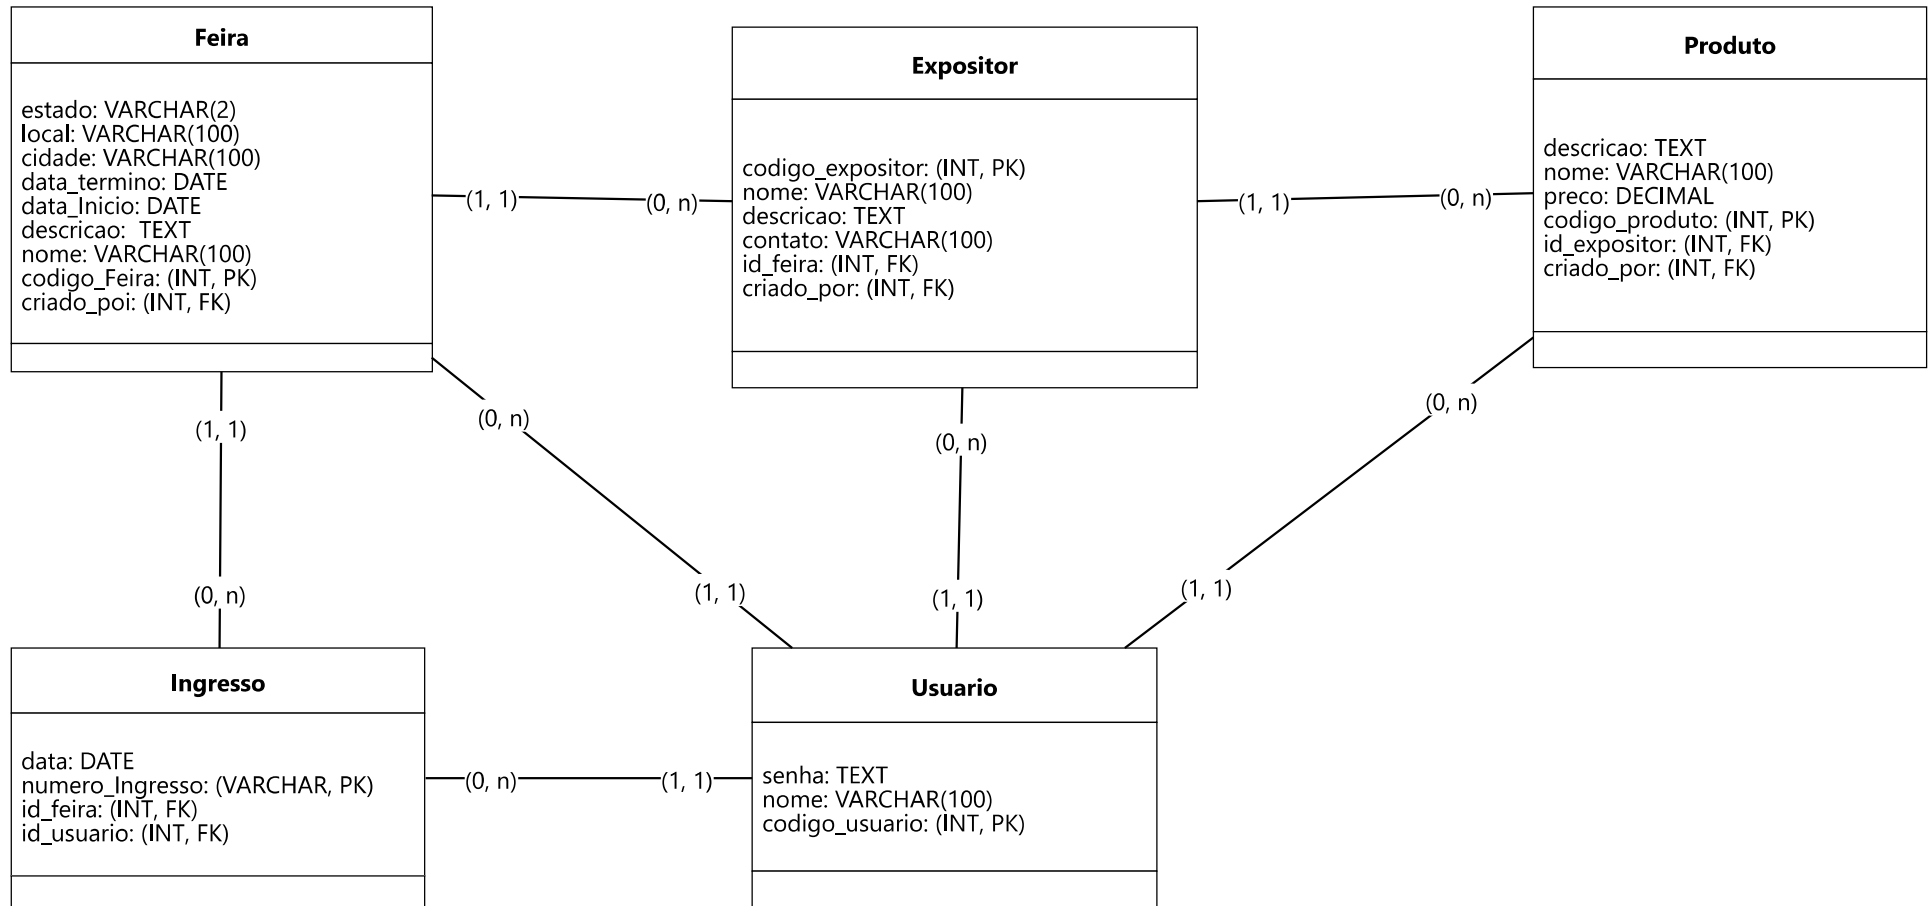 Feira
estado: VARCHAR(2)
local: VARCHAR(100)
cidade: VARCHAR(100)
data_termino: DATE
data_Inicio: DATE
descricao:  TEXT
nome: VARCHAR(100)
codigo_Feira: (INT, PK)
criado_poi: (INT, FK)
Expositor
codigo_expositor: (INT, PK)
nome: VARCHAR(100)
descricao: TEXT
contato: VARCHAR(100)
id_feira: (INT, FK)
criado_por: (INT, FK)
Produto
descricao: TEXT
nome: VARCHAR(100)
preco: DECIMAL
codigo_produto: (INT, PK)
id_expositor: (INT, FK)
criado_por: (INT, FK)
(1, 1)
(0, n)
(1, 1)
(0, n)
(1, 1)
(0, n)
(0, n)
(0, n)
(0, n)
(1, 1)
(1, 1)
(1, 1)
Ingresso
data: DATE
numero_Ingresso: (VARCHAR, PK)
id_feira: (INT, FK)
id_usuario: (INT, FK)
(0, n)
(1, 1)
Usuario
senha: TEXT
nome: VARCHAR(100)
codigo_usuario: (INT, PK)